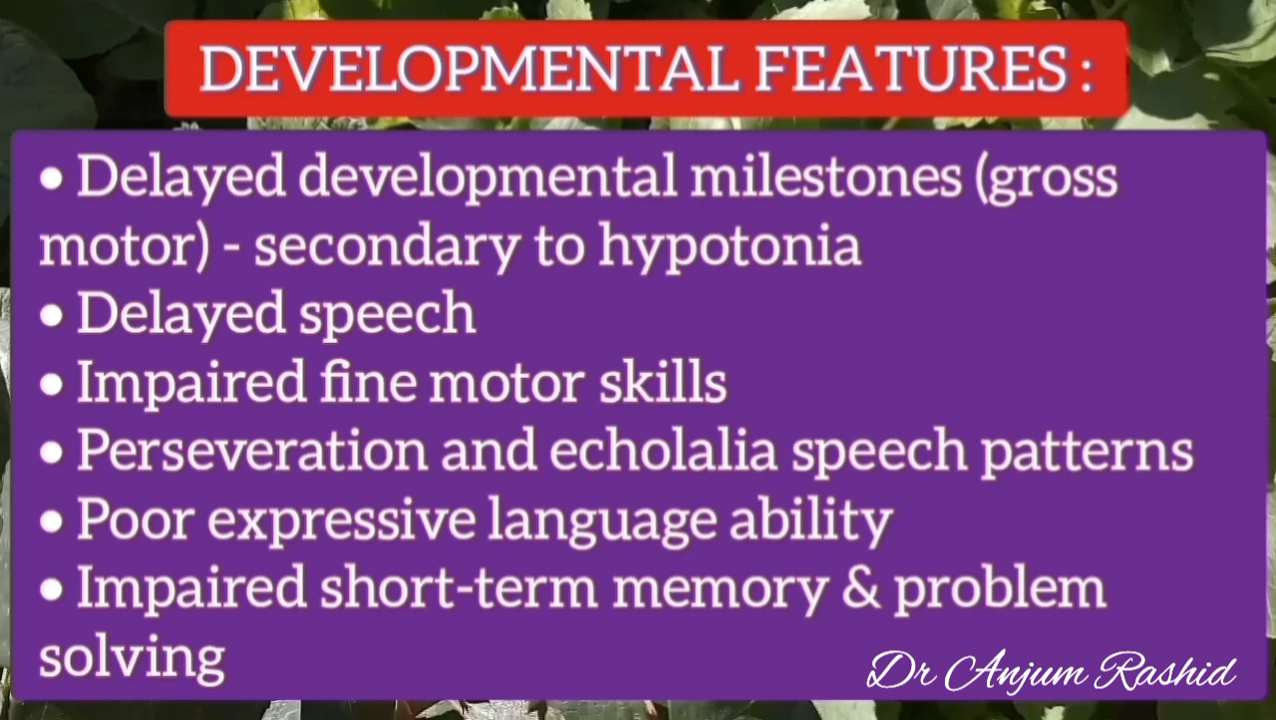 DEVELOPMENTAL FEATURES :
• Delayed developmental milestones (gross
motor) - secondary to hypotonia
• Delayed speech
• Impaired fine motor skills
• Perseveration and echolalia speech patterns
• Poor expressive language ability
• Impaired short-term memory & problem
solving
Dr Anjum Rashid